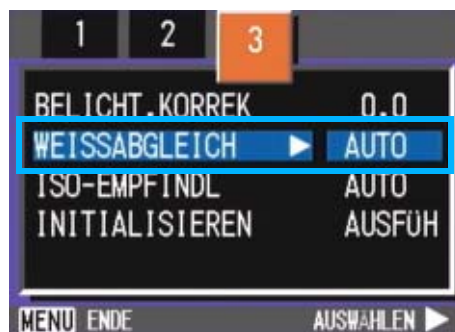 1 2 3
BELICHT.KORREK 0.0
WEISSABGLEICH ▶ AUTO
ISO-EMPFINDL AUTO
INITIALISIEREN AUSFÜH
MENU ENDE AUSWÄHLEN ▶